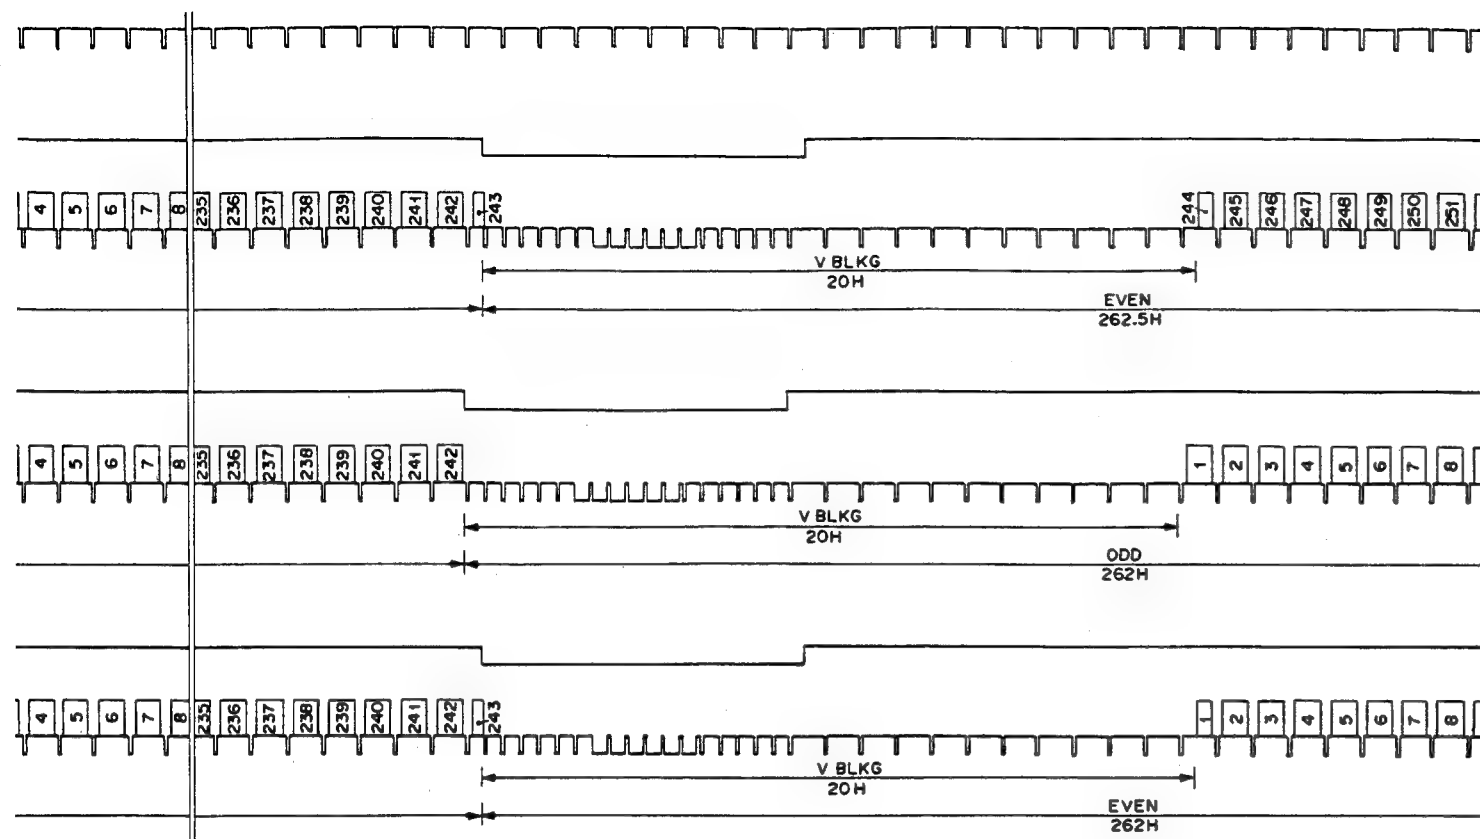 4 5 6 7 8 235 236 237 238 239 240 241 242 243 244 245 246 247 248 249 250 251
V BLKG
20H
EVEN
262.5H
4 5 6 7 8 235 236 237 238 239 240 241 242 1 2 3 4 5 6 7 8
V BLKG
20H
ODD
262H
4 5 6 7 8 235 236 237 238 239 240 241 242 243 1 2 3 4 5 6 7 8
V BLKG
20H
EVEN
262H